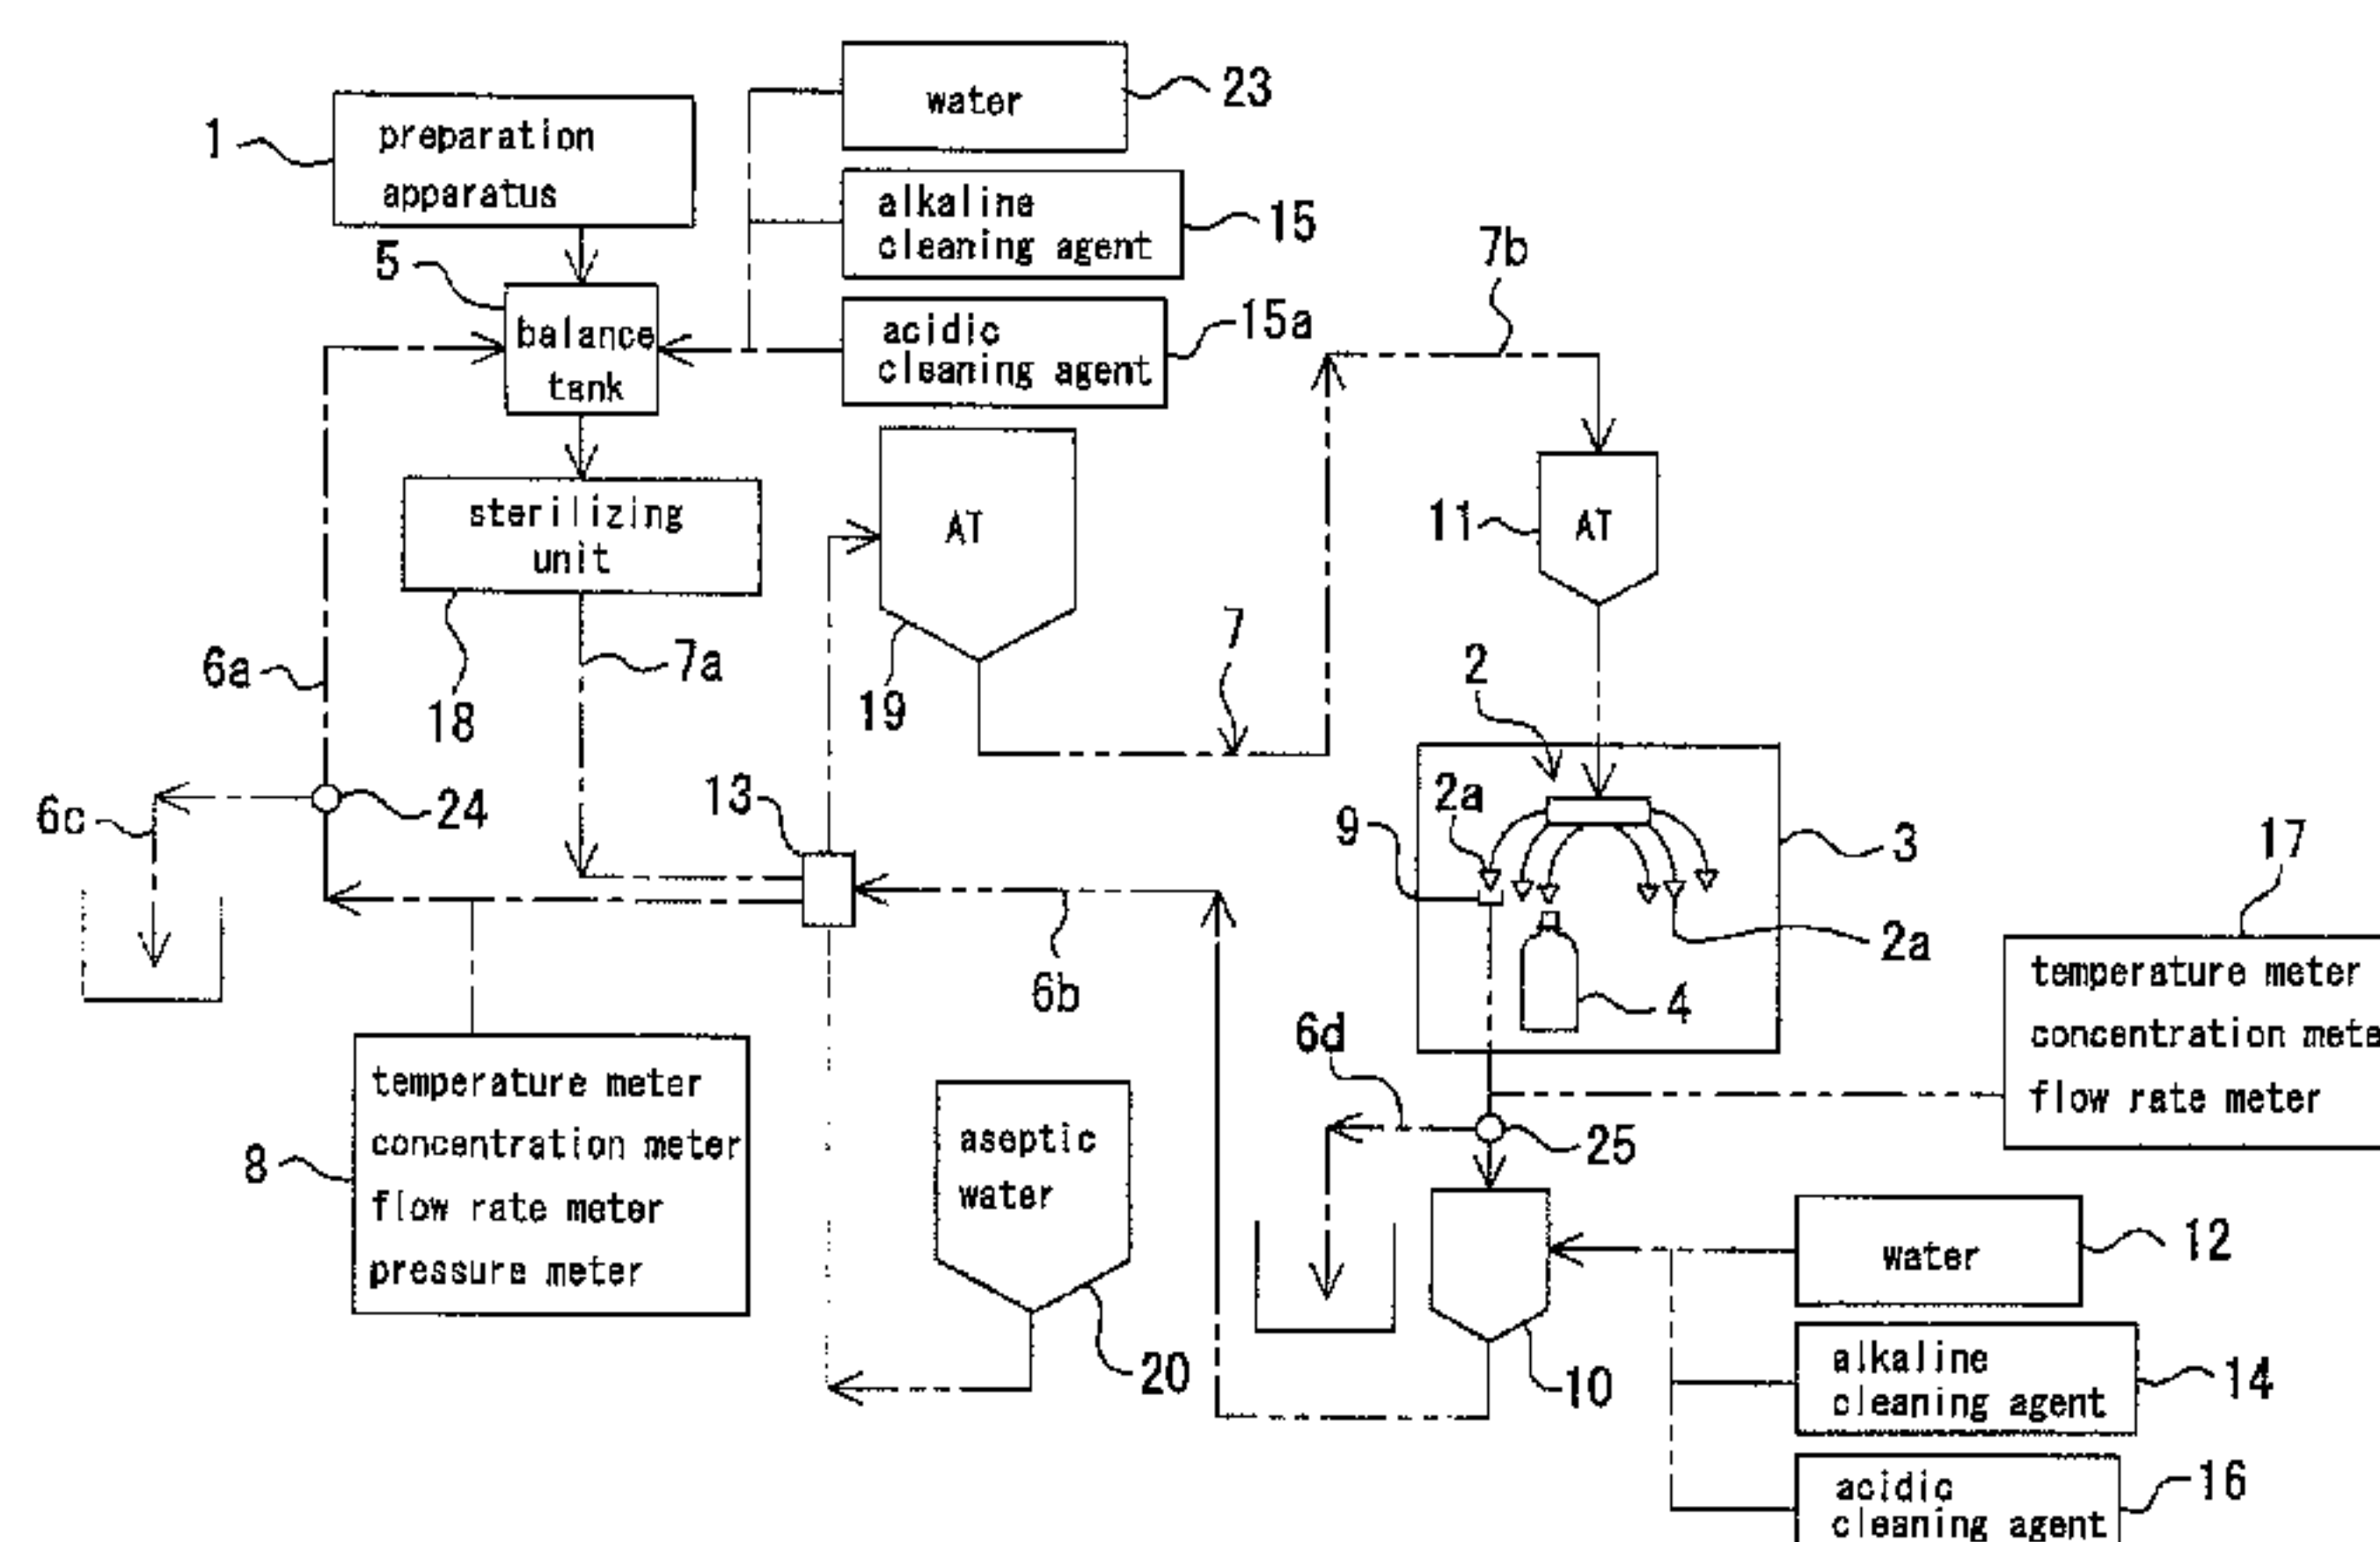 water
23
1
preparation
apparatus
alkaline
cleaning agent
15
5
7b
balance
tank
acidic
cleaning agent
15a
sterilizing
unit
AT
11
AT
7
6a
7a
2
18
19
13
2a
6c
24
9
3
17
2a
temperature meter
concentration mete
flow rate meter
6b
4
6d
8
temperature meter
concentration meter
flow rate meter
pressure meter
aseptic
water
25
water
12
20
10
alkaline
cleaning agent
14
acidic
cleaning agent
16